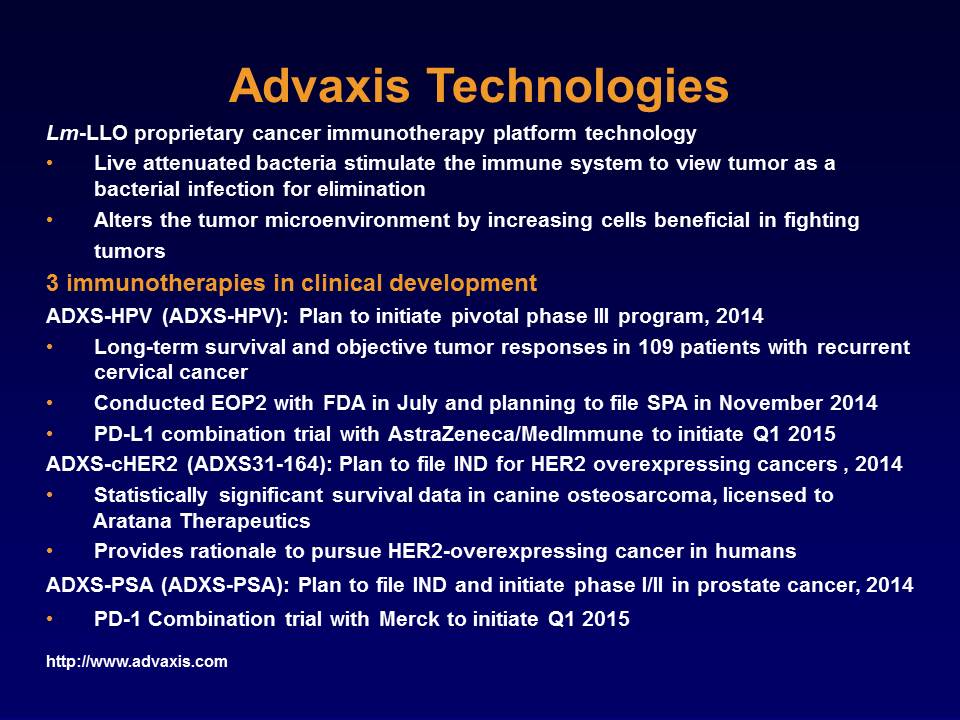 Advaxis Technologies
Lm-LLO proprietary cancer immunotherapy platform technology
• Live attenuated bacteria stimulate the immune system to view tumor as a
bacterial infection for elimination
• Alters the tumor microenvironment by increasing cells beneficial in fighting
tumors
3 immunotherapies in clinical development
ADXS-HPV (ADXS-HPV): Plan to initiate pivotal phase III program, 2014
• Long-term survival and objective tumor responses in 109 patients with recurrent
cervical cancer
• Conducted EOP2 with FDA in July and planning to file SPA in November 2014
• PD-L1 combination trial with AstraZeneca/MedImmune to initiate Q1 2015
ADXS-cHER2 (ADXS31-164): Plan to file IND for HER2 overexpressing cancers , 2014
• Statistically significant survival data in canine osteosarcoma, licensed to
Aratana Therapeutics
• Provides rationale to pursue HER2-overexpressing cancer in humans
ADXS-PSA (ADXS-PSA): Plan to file IND and initiate phase I/II in prostate cancer, 2014
• PD-1 Combination trial with Merck to initiate Q1 2015
http://www.advaxis.com